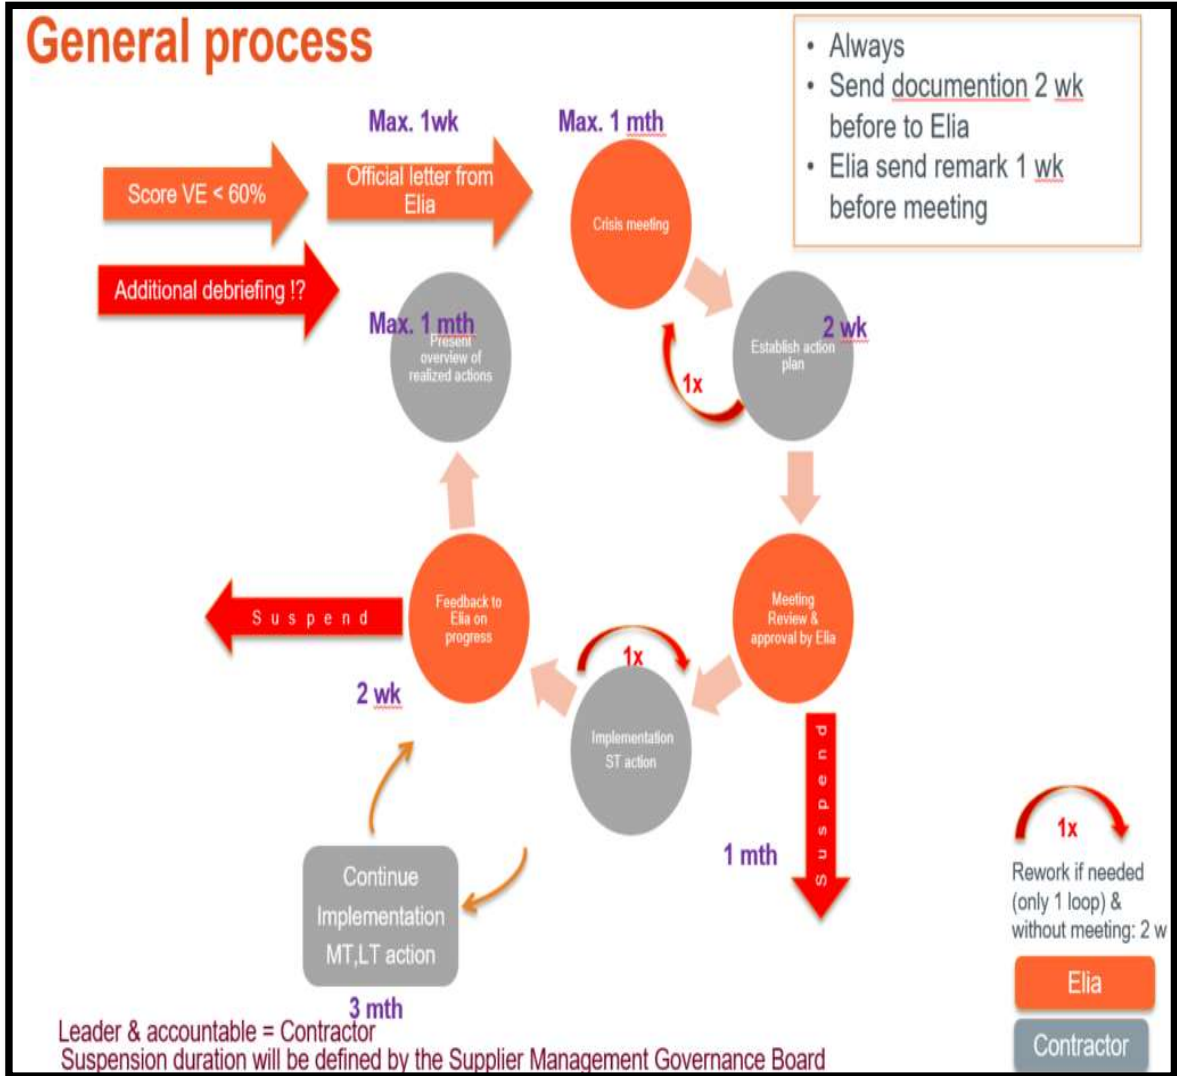 General process
• Always
• Send documention 2 wk
before to Elia
• Elia send remark 1 wk
before meeting
Max. 1wk
Max. 1 mth
Score VE < 60%
Official letter from
Elia
Crisis meeting
Additional debriefing !?
Max. 1 mth
Present
overview of
realized actions
2 wk
Establish action
plan
1x
Suspend
Feedback to
Elia on
progress
Meeting
Review &
approval by Elia
1x
2 wk
Implementation
ST action
Suspend
1 mth
Continue
Implementation
MT,LT action
3 mth
1x
Rework if needed
(only 1 loop) &
without meeting: 2 w
Elia
Contractor
Leader & accountable = Contractor
Suspension duration will be defined by the Supplier Management Governance Board